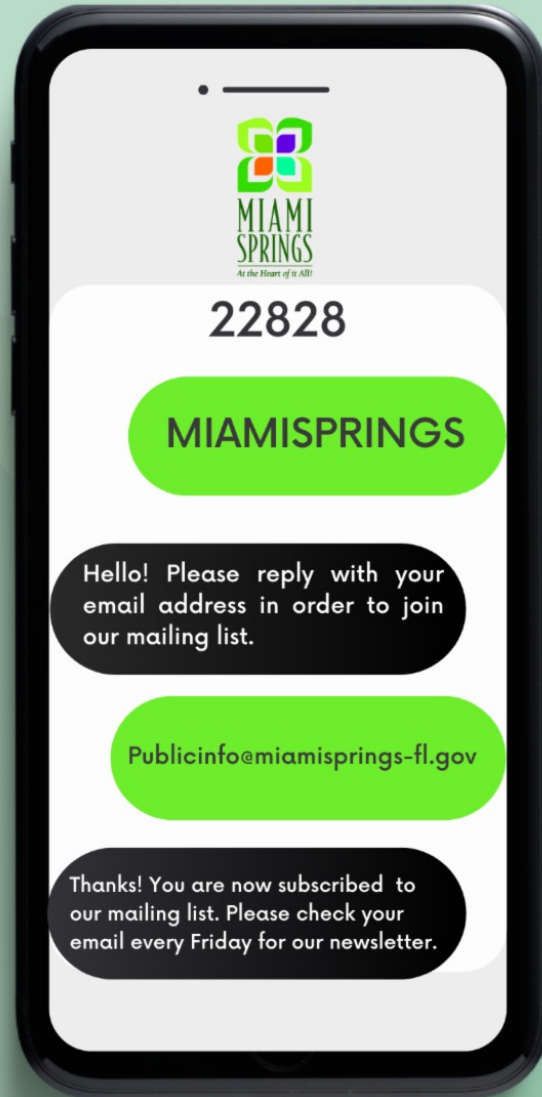 MIAMI
SPRINGS
At the Heart of it All!
22828
MIAMISPRINGS
Hello! Please reply with your
email address in order to join
our mailing list.
Publicinfo@miamisprings-fl.gov
Thanks! You are now subscribed to
our mailing list. Please check your
email every Friday for our newsletter.